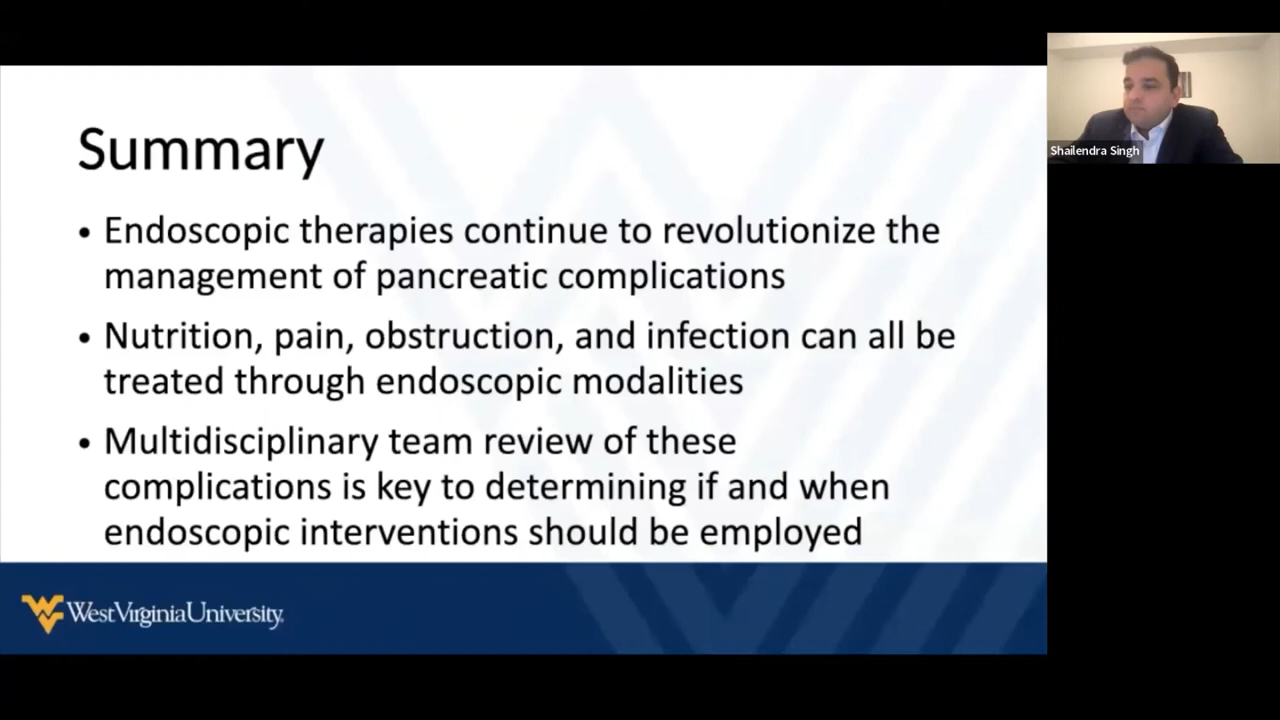 Summary
• Endoscopic therapies continue to revolutionize the
management of pancreatic complications
• Nutrition, pain, obstruction, and infection can all be
treated through endoscopic modalities
• Multidisciplinary team review of these
complications is key to determining if and when
endoscopic interventions should be employed
West Virginia University
Shailendra Singh